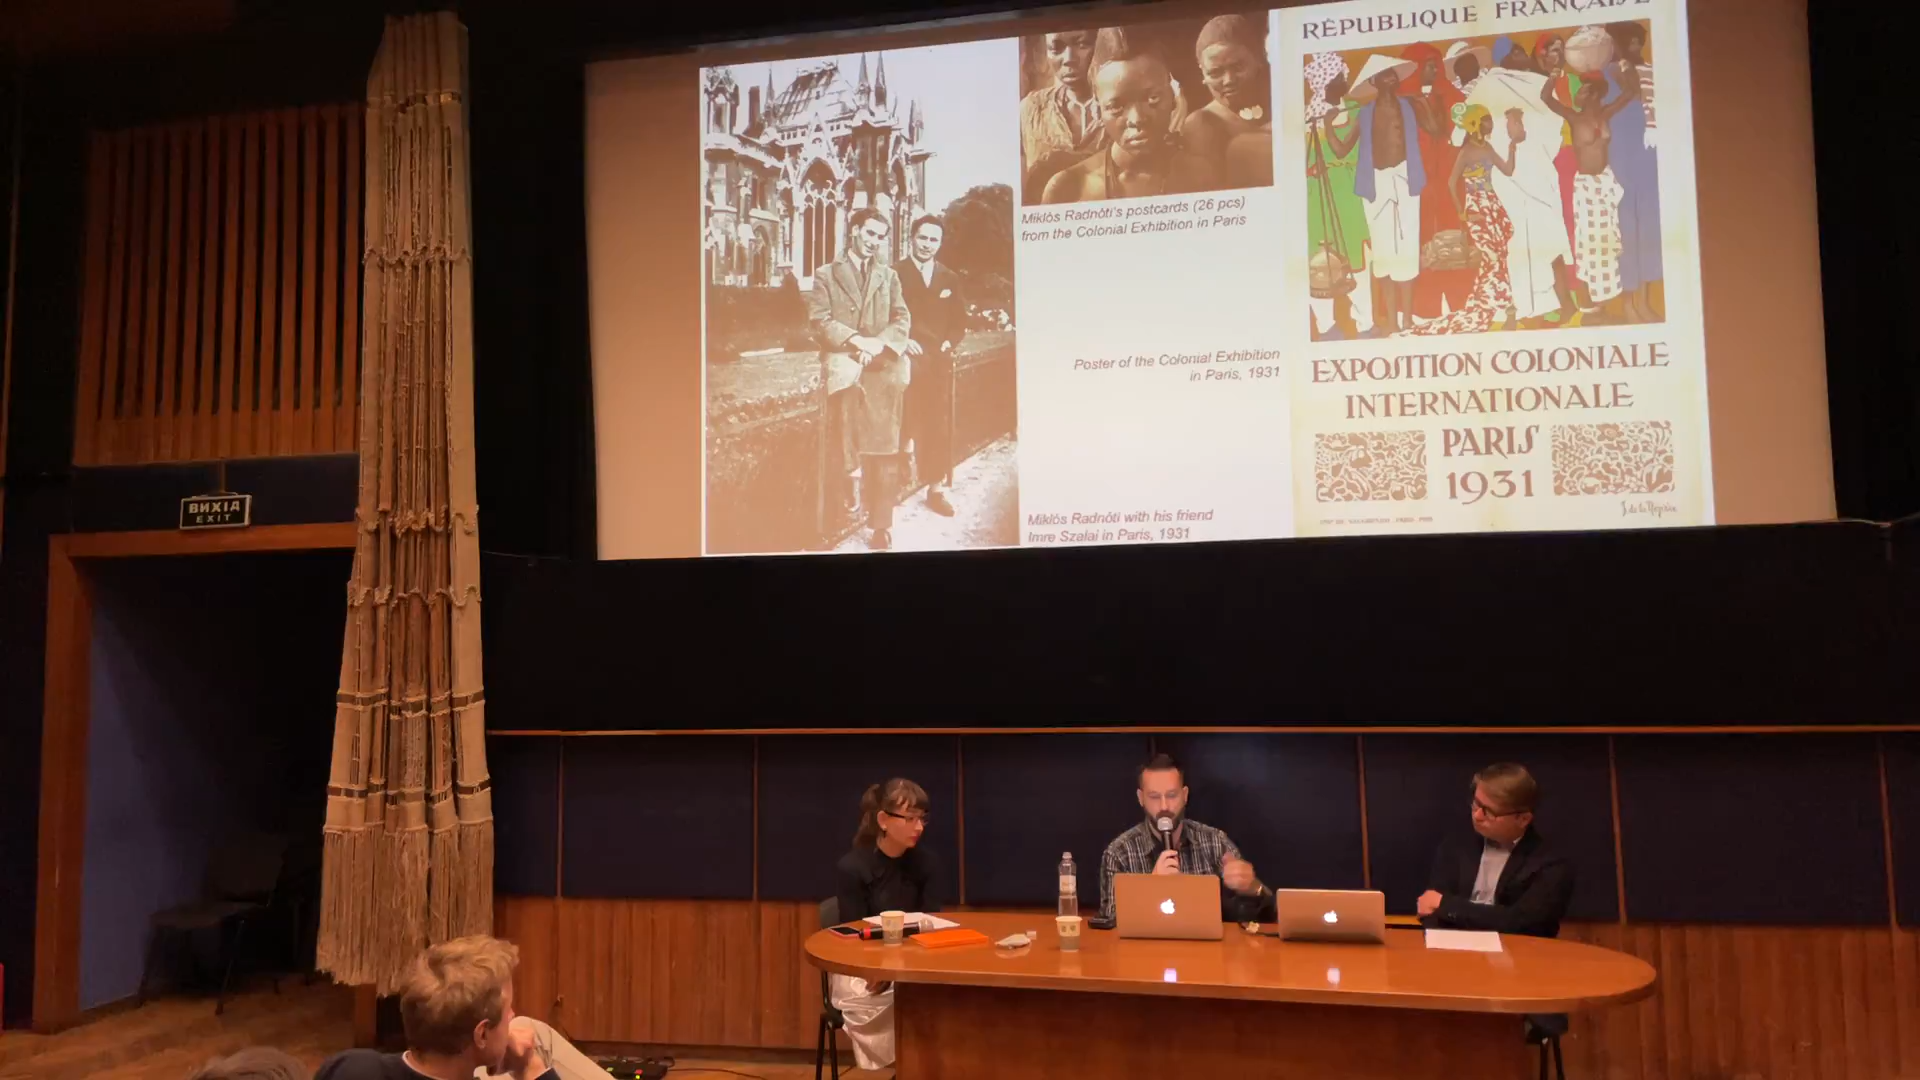 RÉPUBLIQUE FRANÇAISE
Miklós Radnóti's postcards (26 pcs)
from the Colonial Exhibition in Paris
Poster of the Colonial Exhibition
in Paris, 1931
EXPOSITION COLONIALE
INTERNATIONALE
PARIS
1931
Miklós Radnóti with his friend
Imre Szalai in Paris, 1931
ВИХІД
EXIT